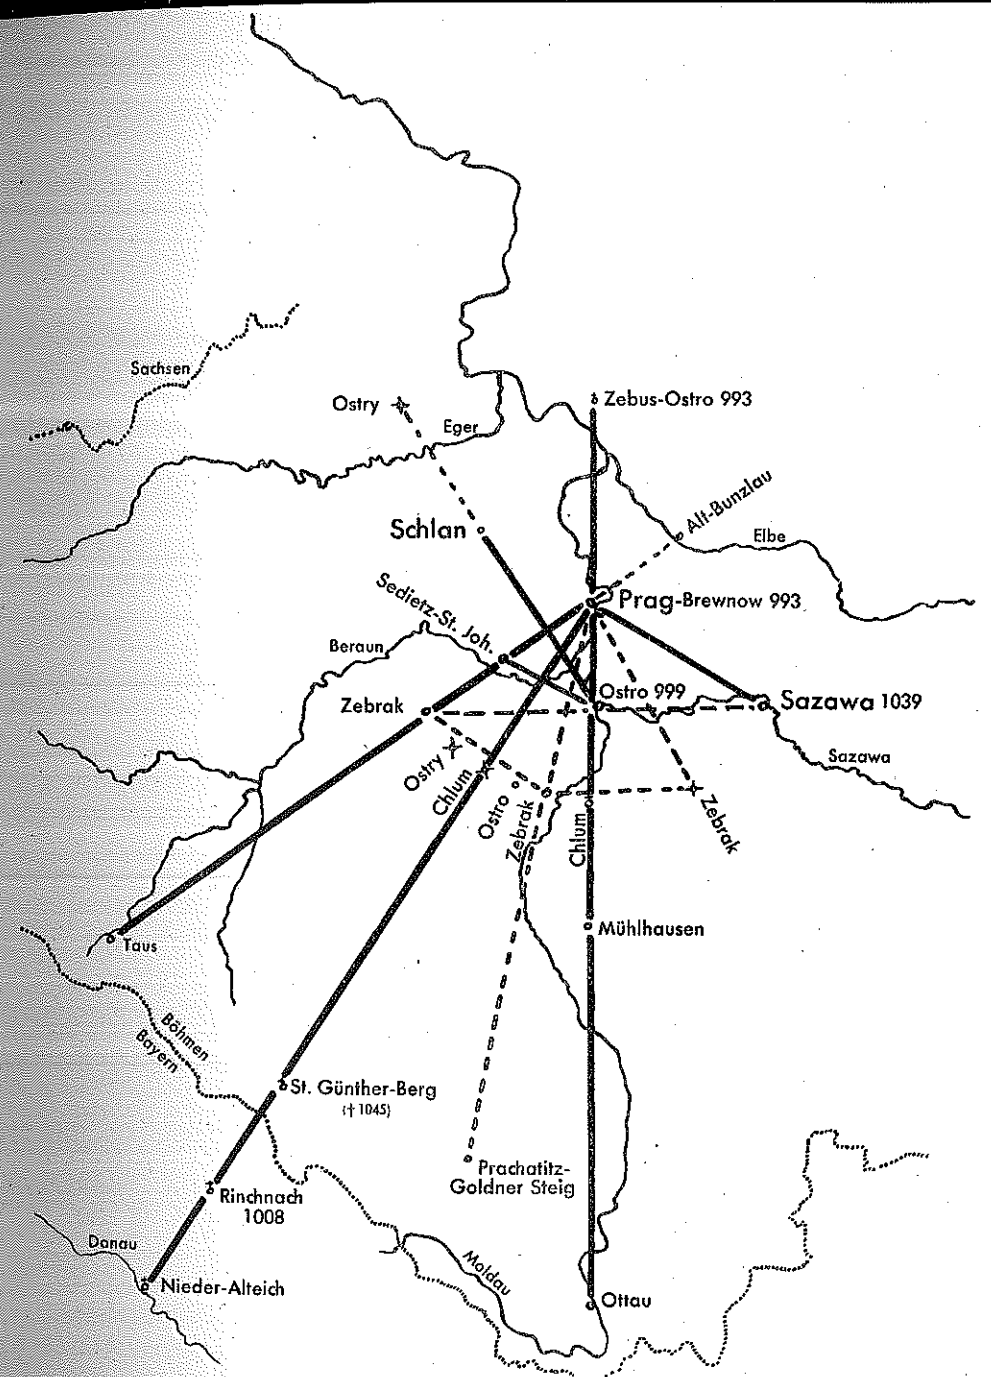 Sachsen
Ostry
Zebus-Ostro 993
Eger
Alt-Bunzlau
Schlan
Elbe
Sedietz-St. Joh.
Prag-Brewnow 993
Beraun
Zebrak
Ostro 999
Sazawa 1039
Ostry
Chlum
Ostro
Zebrak
Chlum
Zebrak
Sazawa
Taus
Mühlhausen
Böhmen
Bayern
St. Günther-Berg
(† 1045)
Prachatitz-
Goldner Steig
Rinchnach
1008
Donau
Moldau
Nieder-Alteich
Ottau